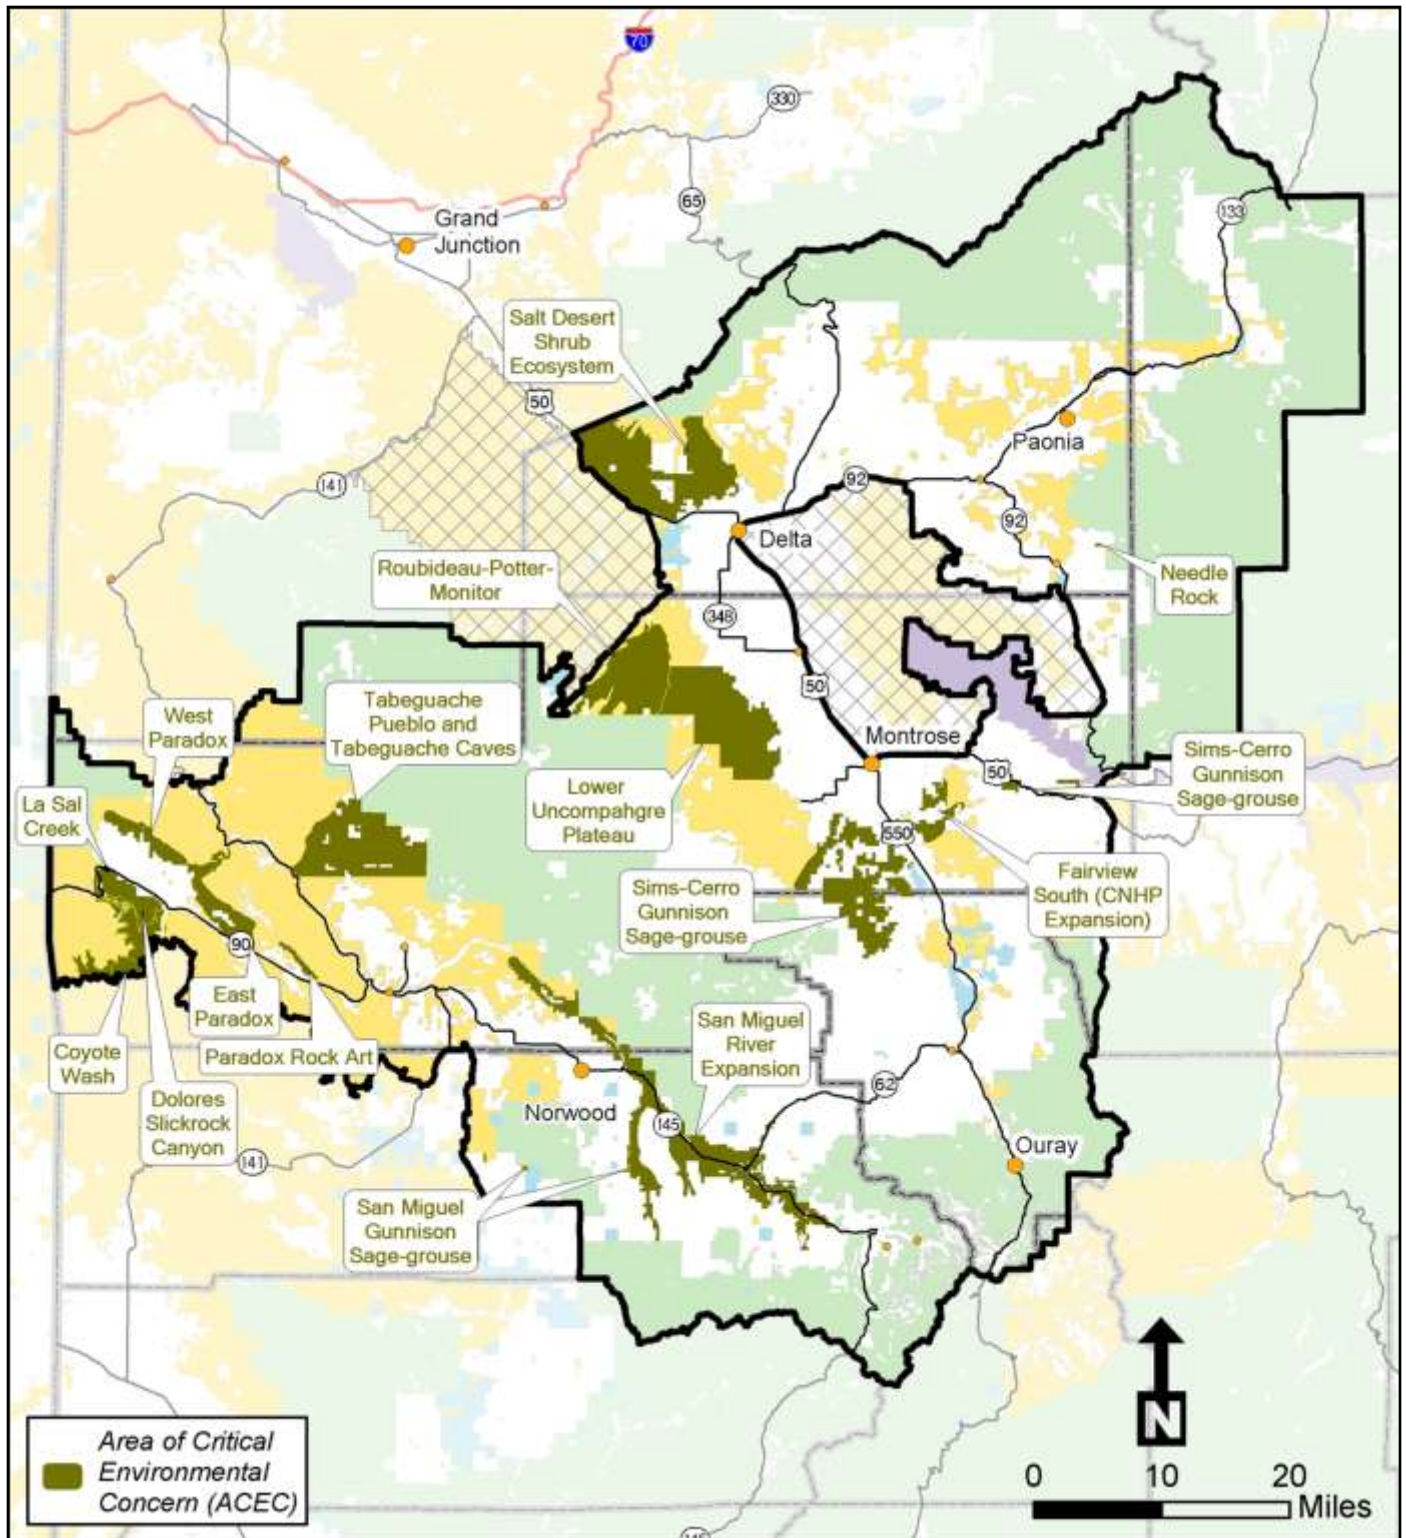 70
330
65
133
Grand
Junction
Salt Desert
Shrub
Ecosystem
50
Paonia
141
92
92
Delta
Roubideau-Potter-
Monitor
Needle
Rock
348
50
Tabeguache
Pueblo and
Tabeguache Caves
West
Paradox
Montrose
Sims-Cerro
Gunnison
Sage-grouse
50
La Sal
Creek
Lower
Uncompahgre
Plateau
550
Fairview
South (CNHP
Expansion)
Sims-Cerro
Gunnison
Sage-grouse
90
East
Paradox
San Miguel
River
Expansion
Coyote
Wash
Paradox Rock Art
Dolores
Slickrock
Canyon
62
Norwood
145
Ouray
141
San Miguel
Gunnison
Sage-grouse
N
Area of Critical
Environmental
Concern (ACEC)
0 10 20
Miles